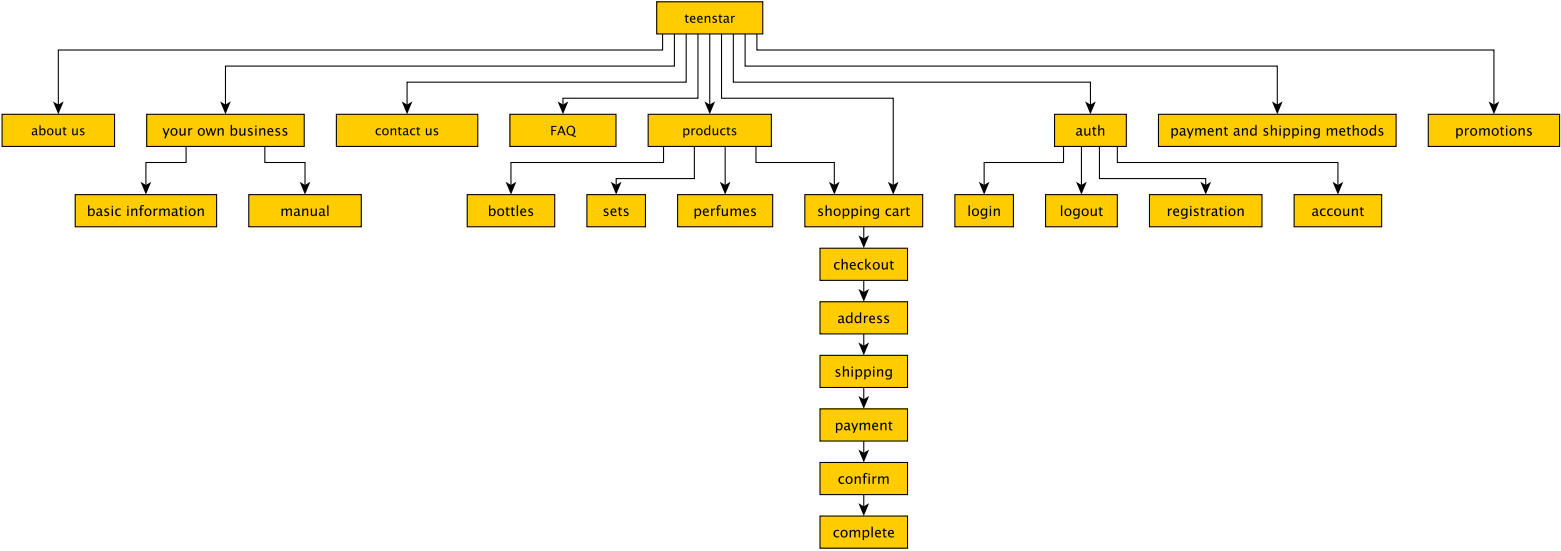 teenstar
about us
your own business
contact us
FAQ
products
auth
payment and shipping methods
promotions
basic information
manual
bottles
sets
perfumes
shopping cart
login
logout
registration
account
checkout
address
shipping
payment
confirm
complete